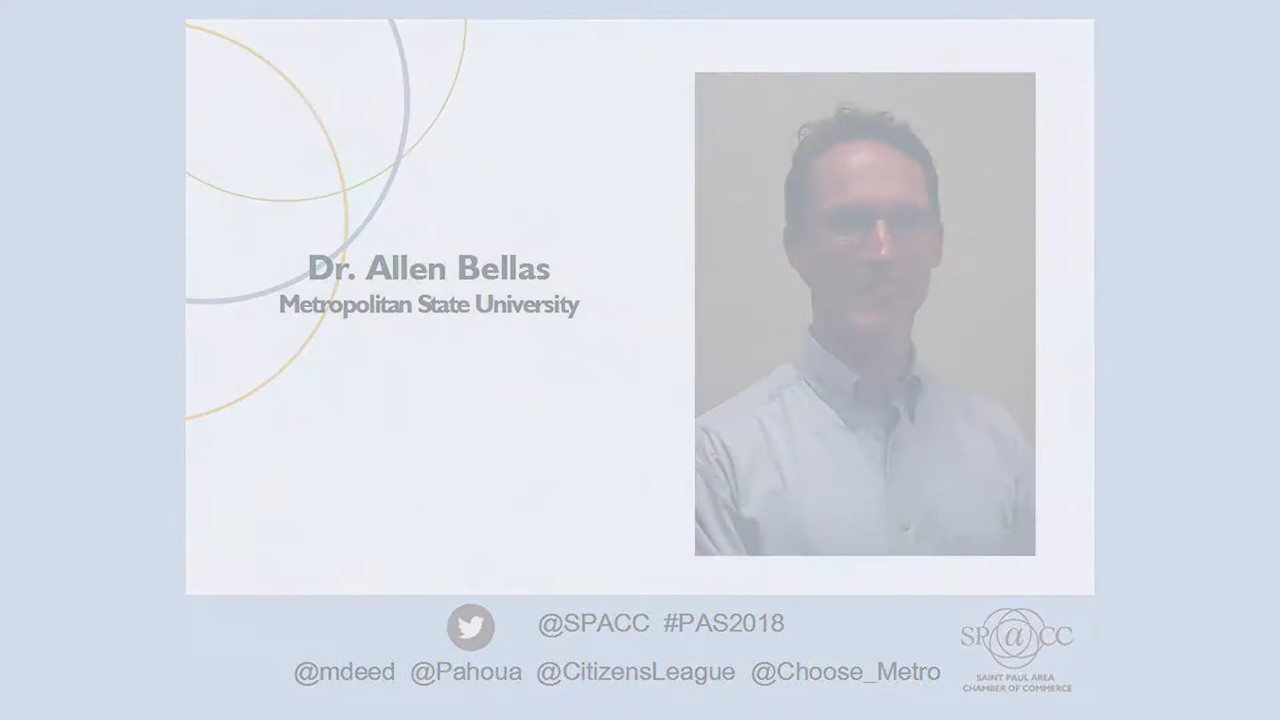 Dr. Allen Bellas
Metropolitan State University
@SPACC #PAS2018
@mdeed @Pahoua @CitizensLeague @Choose_Metro
SP@CC
SAINT PAUL AREA
CHAMBER OF COMMERCE